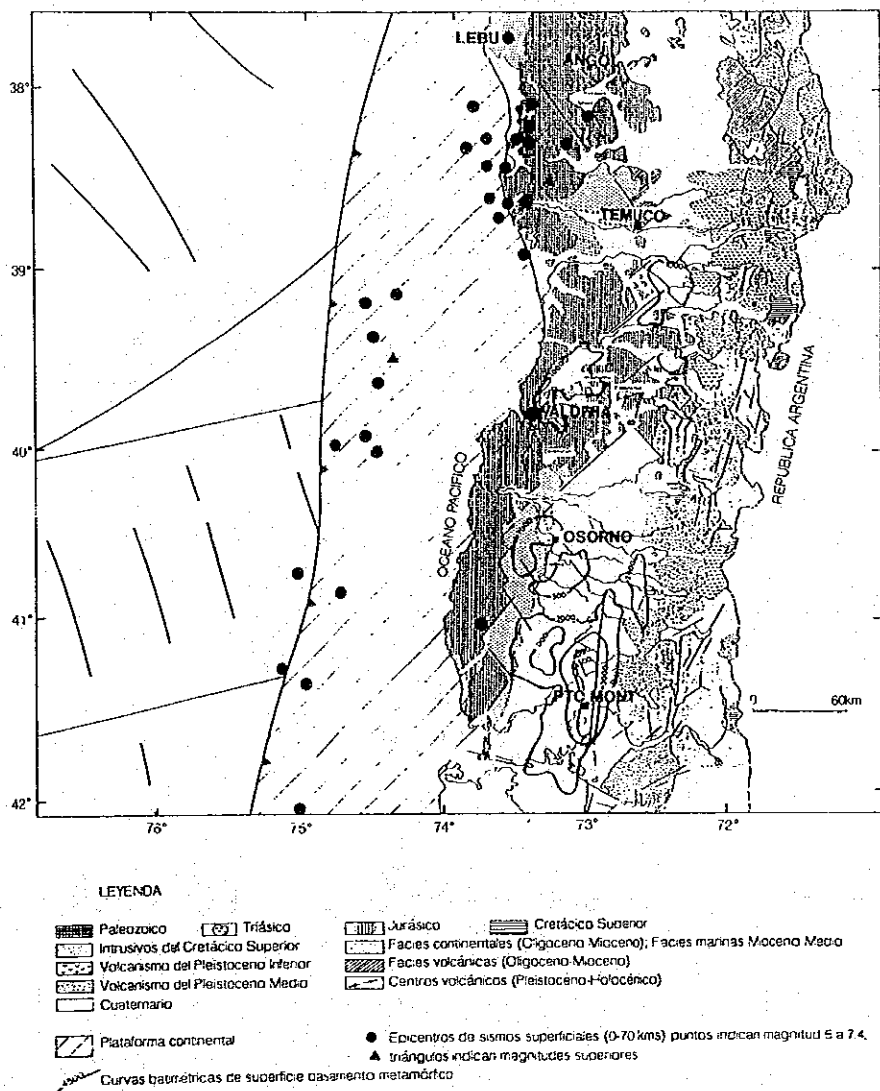 LEBU
ANGOL
38°
TEMUCO
39°
REPUBLICA ARGENTINA
VALDIVIA
40°
OCEANO PACIFICO
OSORNO
41°
PTO. MONT
0 60km
42°
76° 75° 74° 73° 72°
LEYENDA
Paleozoico Triásico Jurásico Cretácico Superior
Intrusivos del Cretácico Superior Facies continentales (Oligoceno Mioceno); Facies marinas Mioceno Medio
Volcanismo del Pleistoceno Inferior Facies volcánicas (Oligoceno-Mioceno)
Volcanismo del Pleistoceno Medio Centros volcánicos (Pleistoceno-Holocénico)
Cuaternario
Plataforma continental Epicentros de sismos superficiales (0-70 kms) puntos indican magnitud 5 a 7.4,
triángulos indican magnitudes superiores
Curvas batimétricas de superficie basamento metamórfico